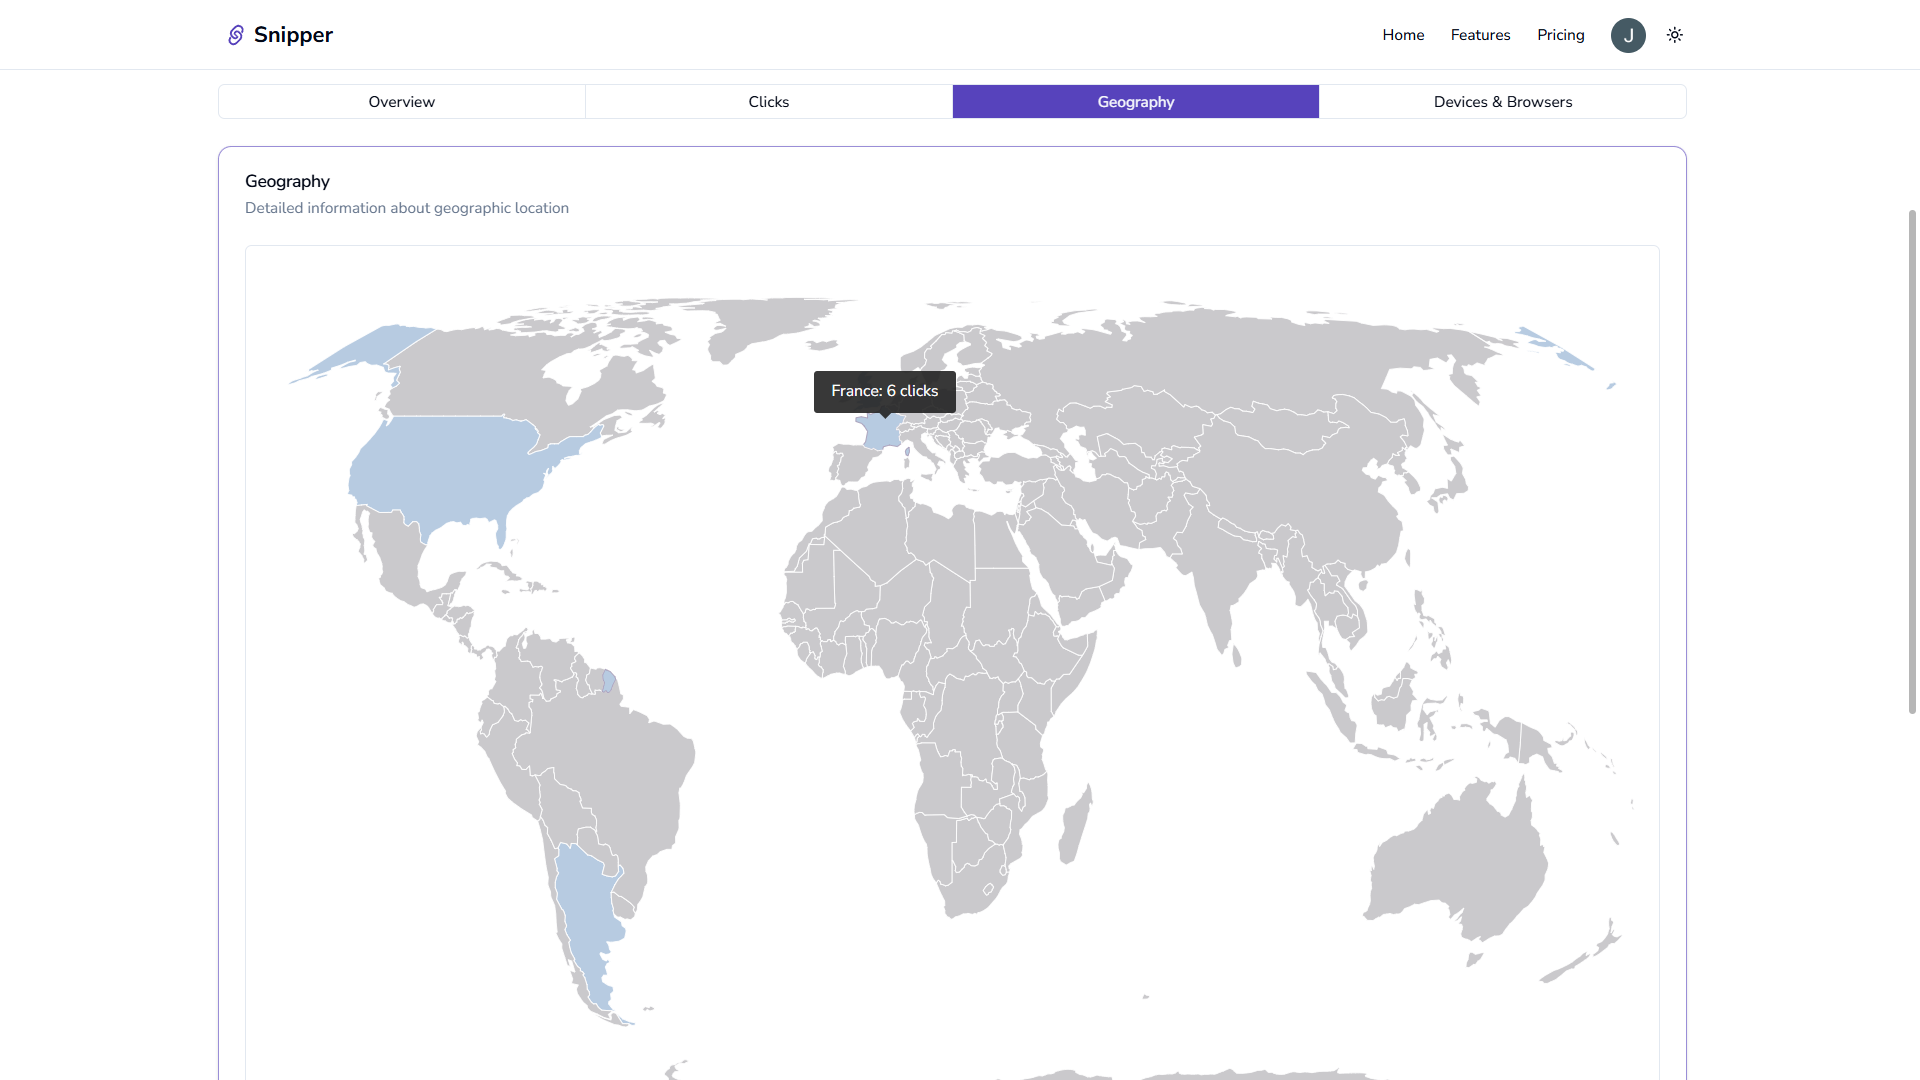 Snipper
Home
Features
Pricing
J
Overview
Clicks
Geography
Devices & Browsers
Geography
Detailed information about geographic location
France: 6 clicks